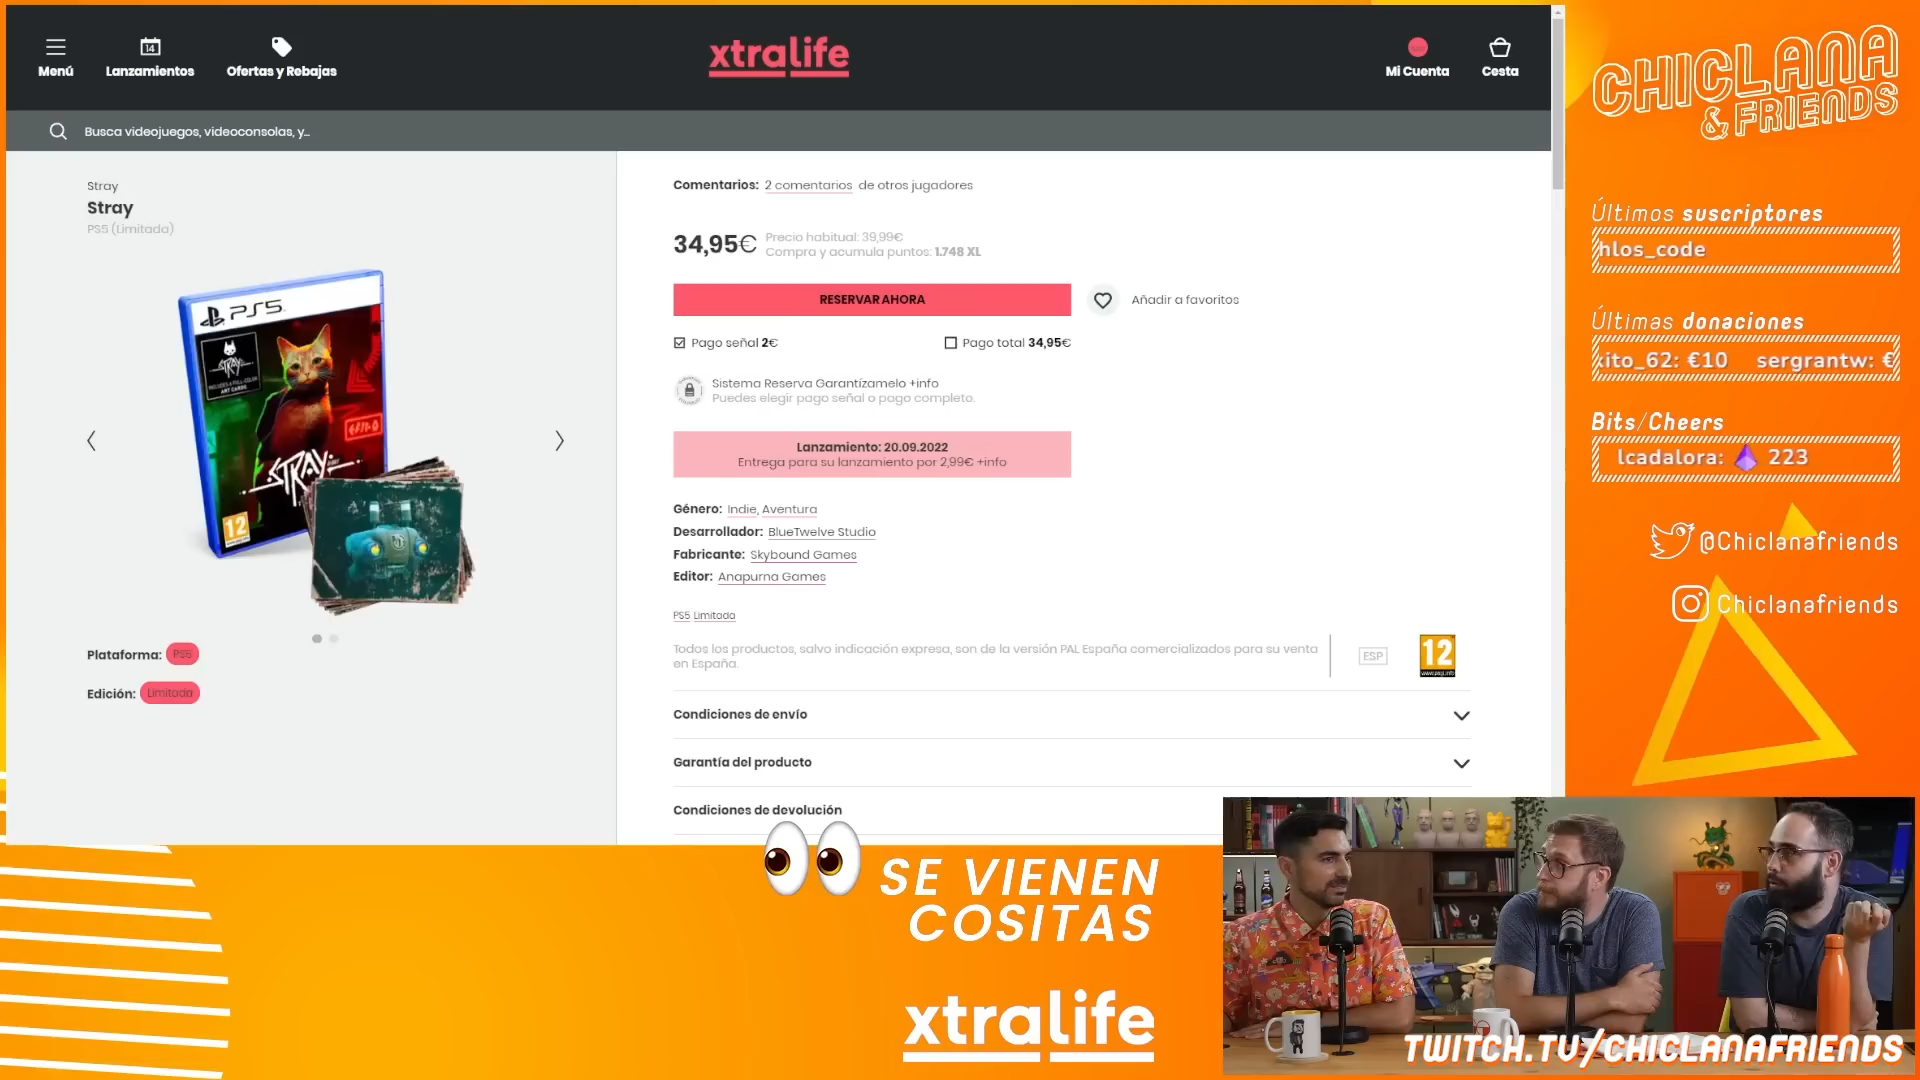 Menú
Lanzamientos
Ofertas y Rebajas
xtralife
Mi Cuenta
Cesta
Busca videojuegos, videoconsolas, y...
Stray
Stray
PS5 (Limitada)
PS5
STRAY
12
Plataforma: PS5
Edición: Limitada
Comentarios: 2 comentarios de otros jugadores
34,95€
Precio habitual: 39,99€
Compra y acumula puntos: 1.748 XL
RESERVAR AHORA
Añadir a favoritos
Pago señal 2€
Pago total 34,95€
Sistema Reserva Garantízamelo +info
Puedes elegir pago señal o pago completo.
Lanzamiento: 20.09.2022
Entrega para su lanzamiento por 2,99€ +info
Género: Indie, Aventura
Desarrollador: BlueTwelve Studio
Fabricante: Skybound Games
Editor: Anapurna Games
PS5 Limitada
Todos los productos, salvo indicación expresa, son de la versión PAL España comercializados para su venta
en España.
ESP
12
Condiciones de envío
Garantía del producto
Condiciones de devolución
CHICLANA
& FRIENDS
Últimos suscriptores
hlos_code
Últimas donaciones
kito_62: €10 sergrantw: €
Bits/Cheers
lcadalora: 223
@Chiclanafriends
Chiclanafriends
SE VIENEN
COSITAS
xtralife
TWITCH.TV/CHICLANAFRIENDS